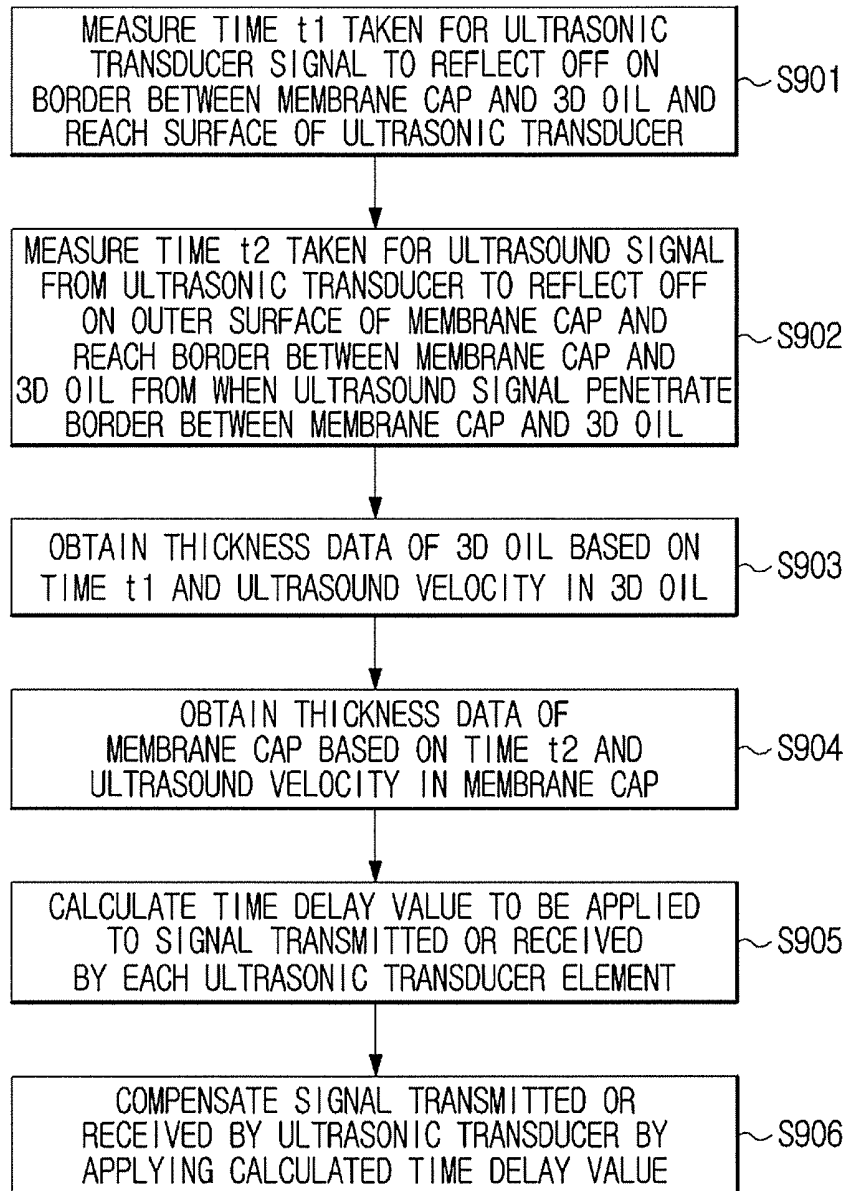 MEASURE TIME t1 TAKEN FOR ULTRASONIC
TRANSDUCER SIGNAL TO REFLECT OFF ON
BORDER BETWEEN MEMBRANE CAP AND 3D OIL AND
REACH SURFACE OF ULTRASONIC TRANSDUCER
S901
MEASURE TIME t2 TAKEN FOR ULTRASOUND SIGNAL
FROM ULTRASONIC TRANSDUCER TO REFLECT OFF
ON OUTER SURFACE OF MEMBRANE CAP AND
REACH BORDER BETWEEN MEMBRANE CAP AND
3D OIL FROM WHEN ULTRASOUND SIGNAL PENETRATE
BORDER BETWEEN MEMBRANE CAP AND 3D OIL
S902
OBTAIN THICKNESS DATA OF 3D OIL BASED ON
TIME t1 AND ULTRASOUND VELOCITY IN 3D OIL
S903
OBTAIN THICKNESS DATA OF
MEMBRANE CAP BASED ON TIME t2 AND
ULTRASOUND VELOCITY IN MEMBRANE CAP
S904
CALCULATE TIME DELAY VALUE TO BE APPLIED
TO SIGNAL TRANSMITTED OR RECEIVED
BY EACH ULTRASONIC TRANSDUCER ELEMENT
S905
COMPENSATE SIGNAL TRANSMITTED OR
RECEIVED BY ULTRASONIC TRANSDUCER BY
APPLYING CALCULATED TIME DELAY VALUE
S906